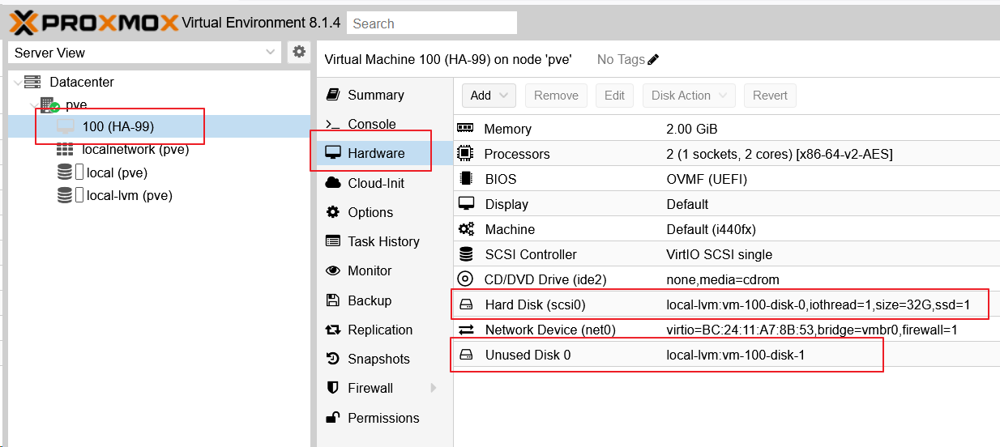 PROXMOX Virtual Environment 8.1.4 Search
Server View
Datacenter
pve
100 (HA-99)
localnetwork (pve)
local (pve)
local-lvm (pve)
Virtual Machine 100 (HA-99) on node 'pve' No Tags
Summary
Console
Hardware
Cloud-Init
Options
Task History
Monitor
Backup
Replication
Snapshots
Firewall
Permissions
Add Remove Edit Disk Action Revert
Memory 2.00 GiB
Processors 2 (1 sockets, 2 cores) [x86-64-v2-AES]
BIOS OVMF (UEFI)
Display Default
Machine Default (i440fx)
SCSI Controller VirtIO SCSI single
CD/DVD Drive (ide2) none,media=cdrom
Hard Disk (scsi0) local-lvm:vm-100-disk-0,iothread=1,size=32G,ssd=1
Network Device (net0) virtio=BC:24:11:A7:8B:53,bridge=vmbr0,firewall=1
Unused Disk 0 local-lvm:vm-100-disk-1